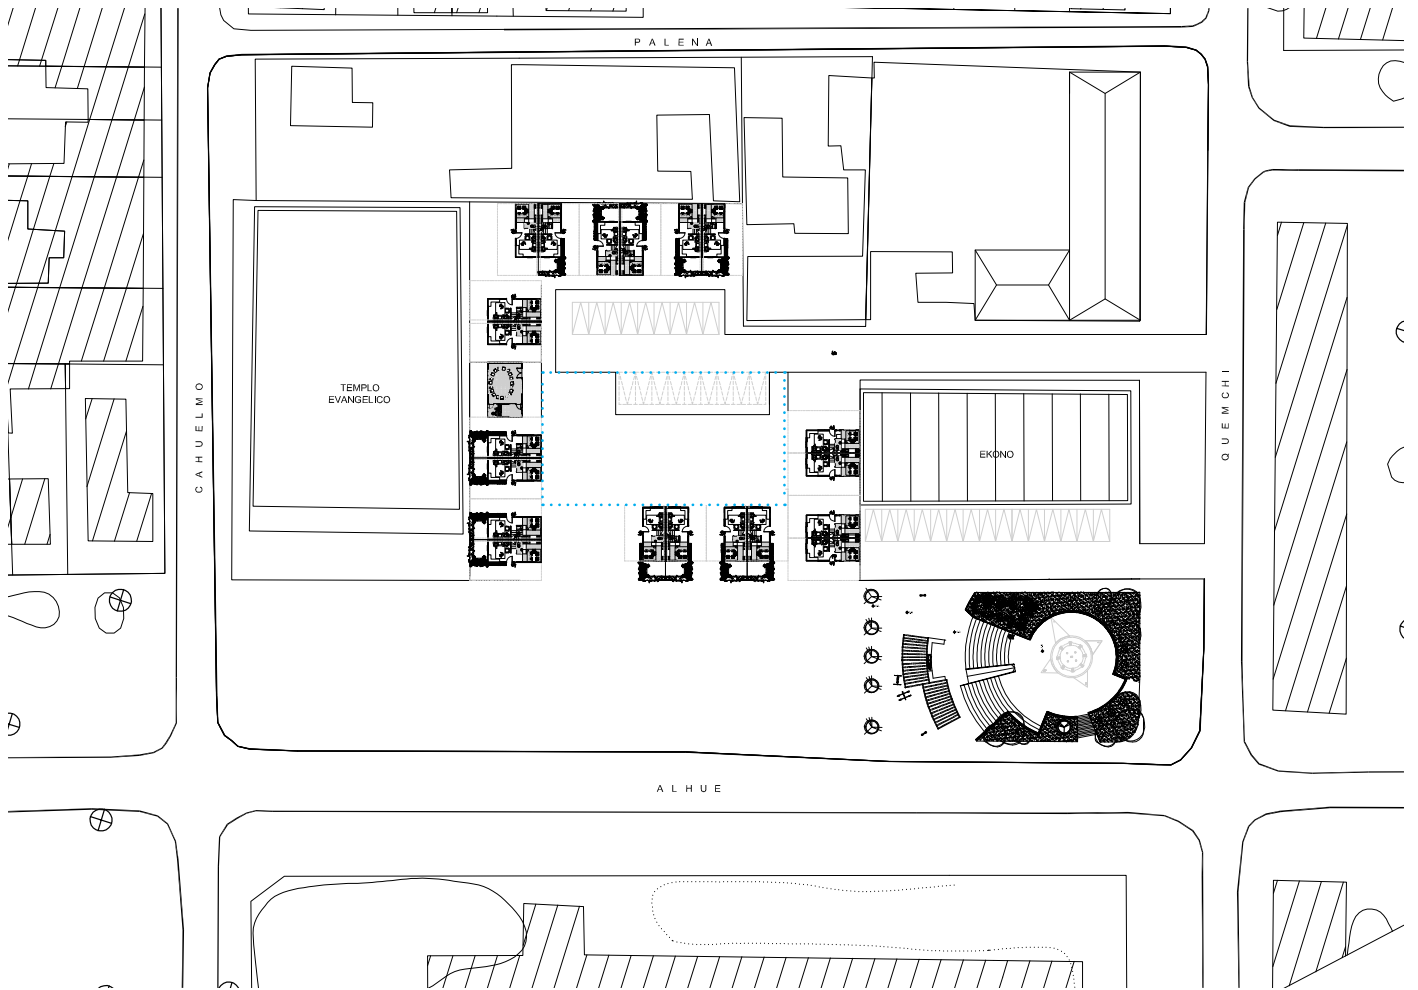 PALENA
TEMPLO
EVANGELICO
CAHUELMO
QUEMCHI
EKONO
ALHUE